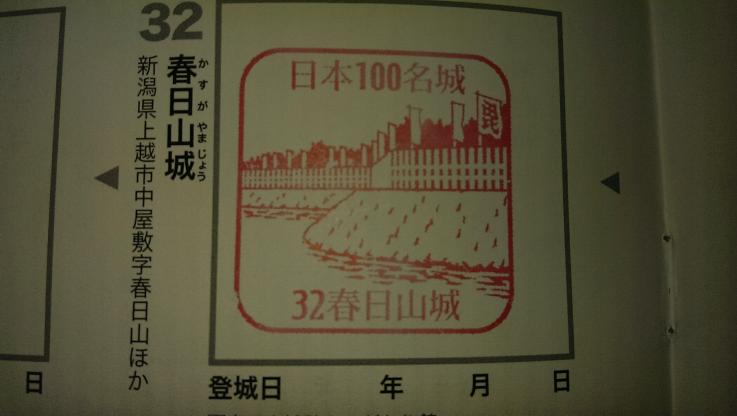 32
春日山城
かすがやまじょう
新潟県上越市中屋敷字春日山ほか
日本100名城
毘
32春日山城
登城日 年 月 日
日